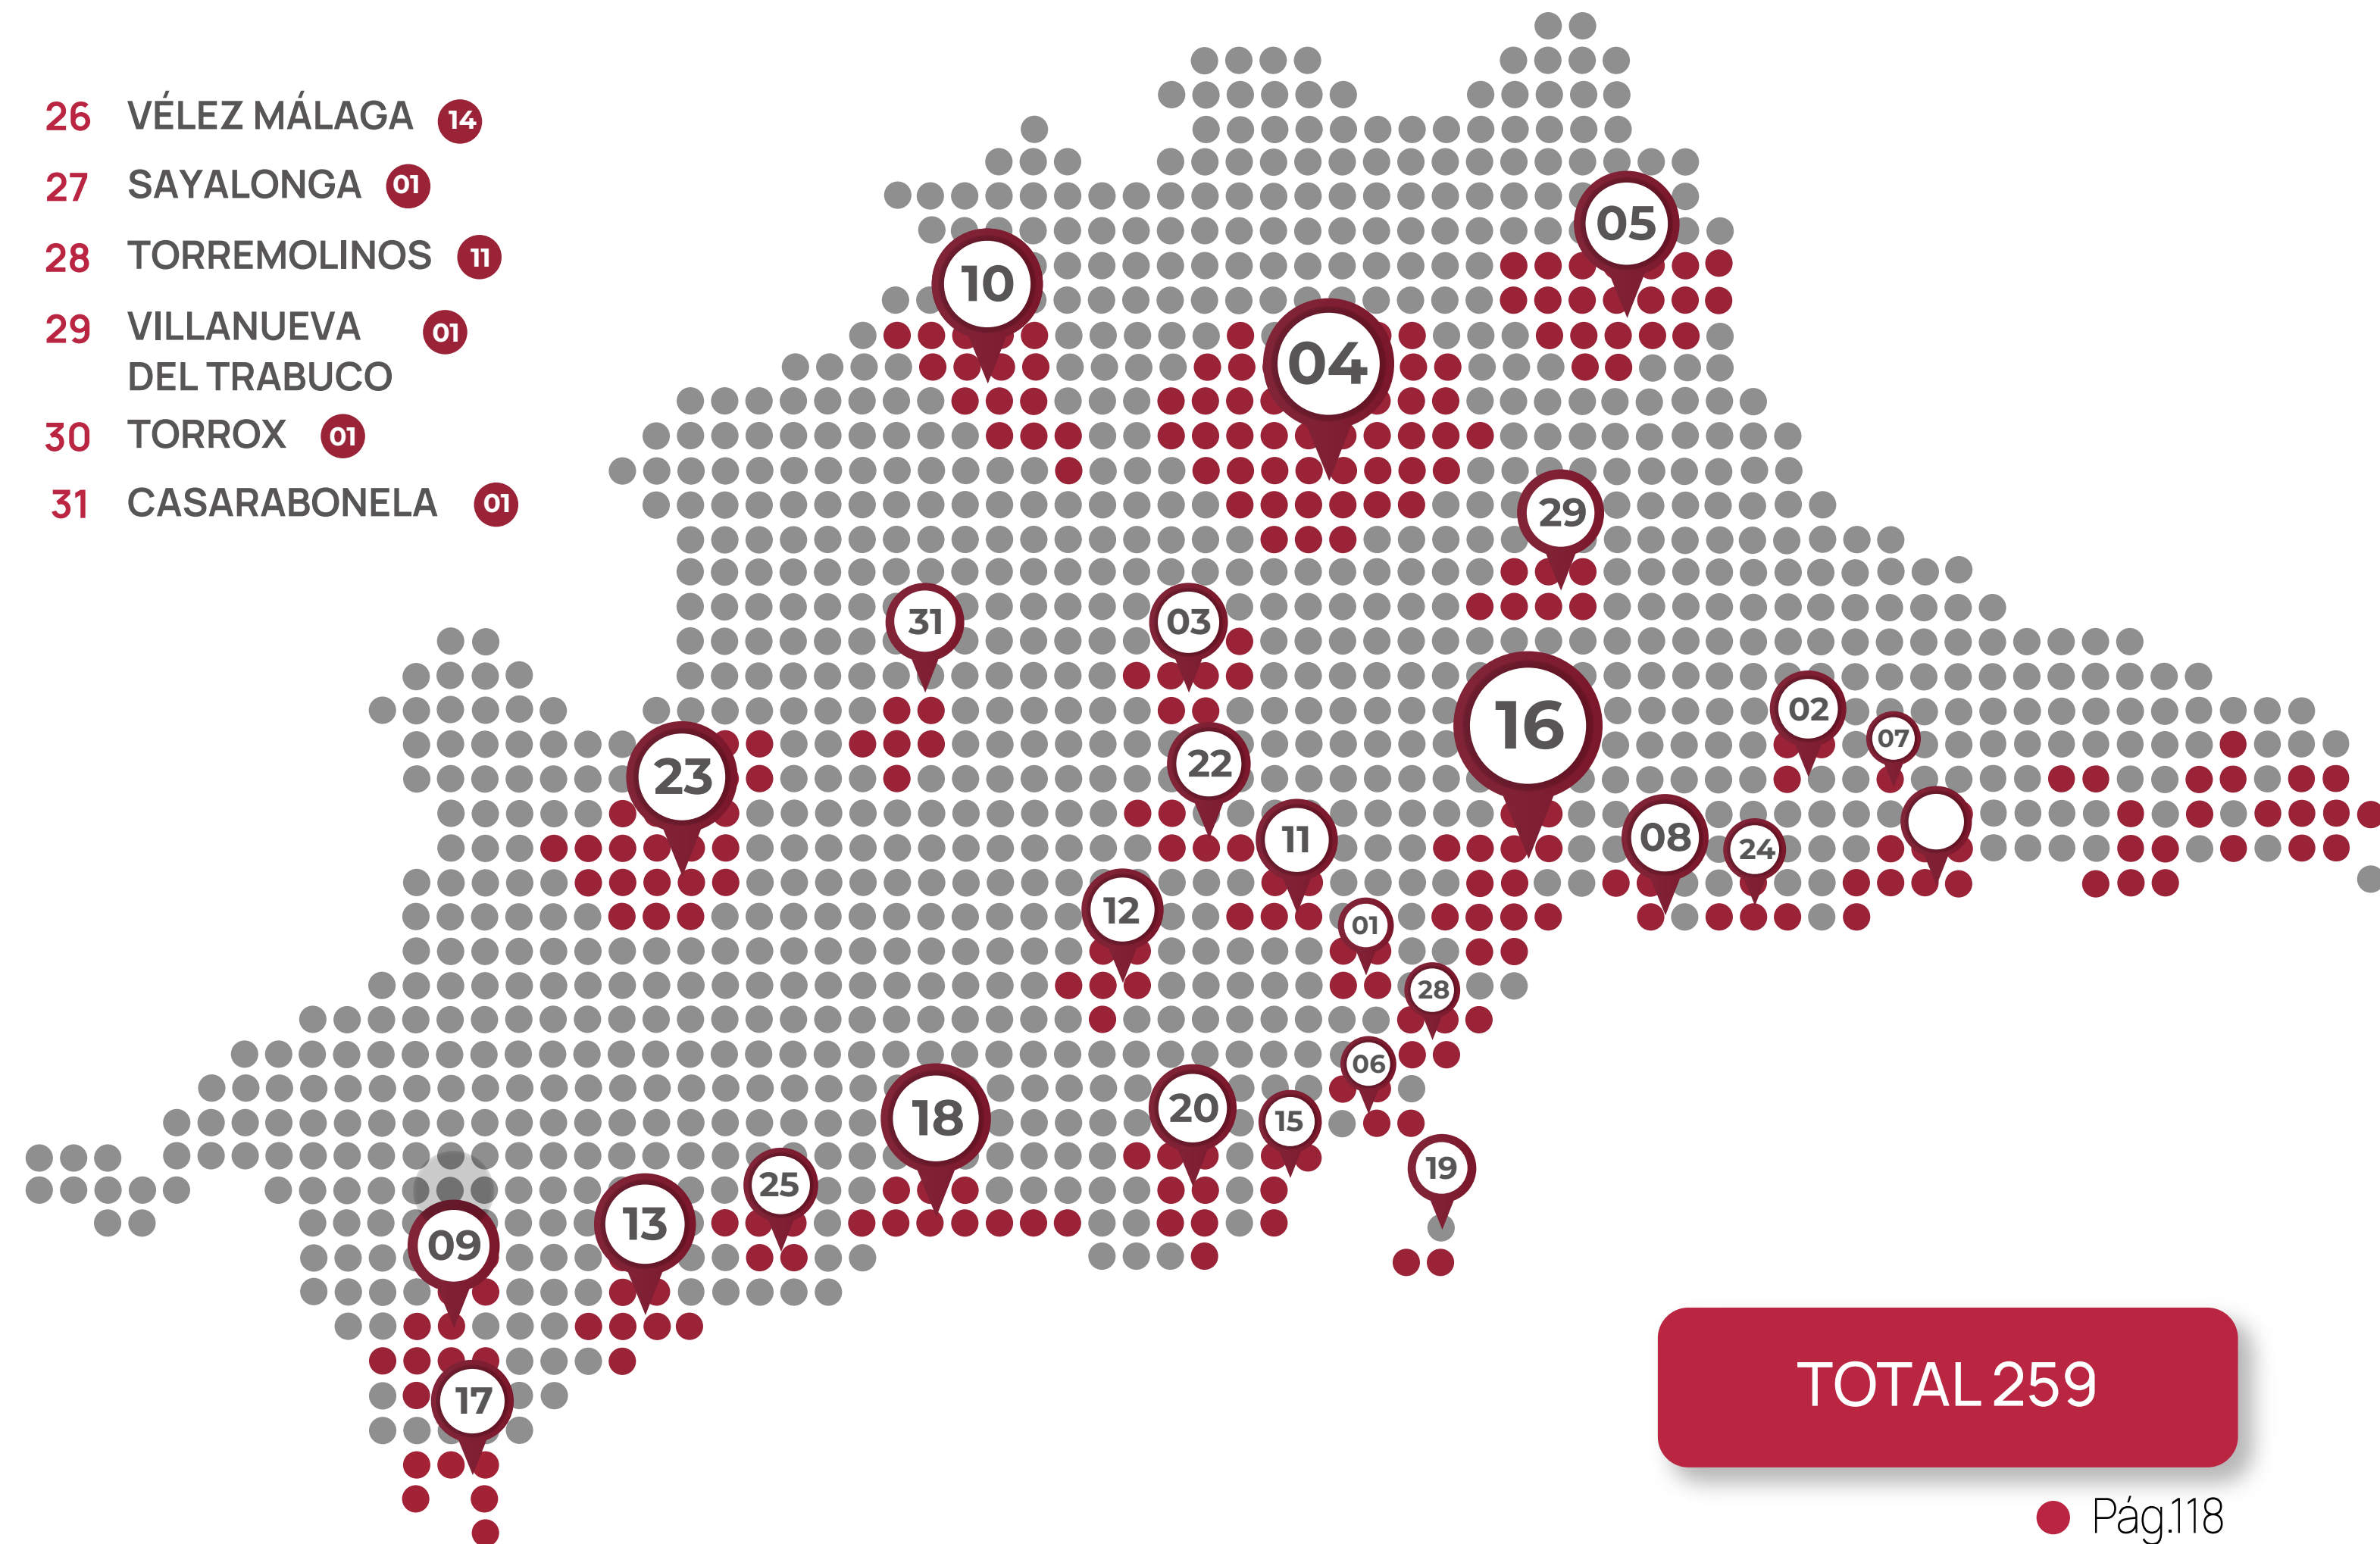 26 VÉLEZ MÁLAGA 14
27 SAYALONGA 01
28 TORREMOLINOS 11
29 VILLANUEVA 01
DEL TRABUCO
30 TORROX 01
31 CASARABONELA 01
05
10
04
29
31
03
16
02
07
22
23
08
11
24
12
01
28
06
18
20
15
19
25
13
09
17
TOTAL 259
Pág.118